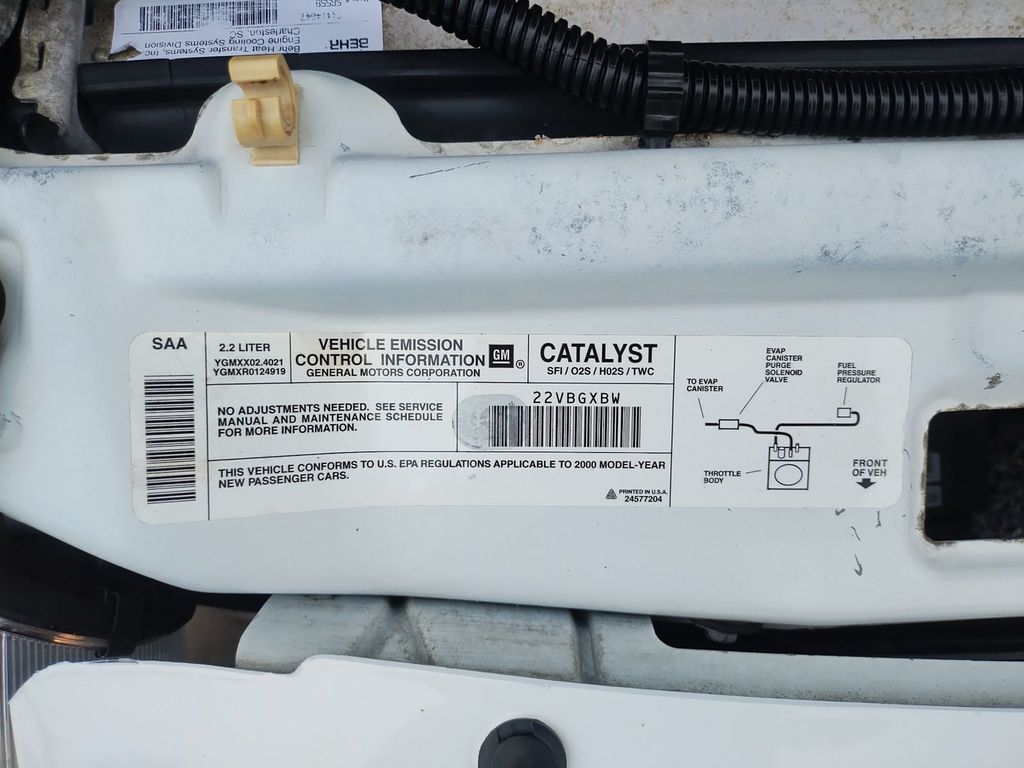 Behr Heat Transfer Systems, Inc.
Engine Cooling Systems Division
Charleston, SC
BEHR
SAA
2.2 LITER
YGMXX02.4021
YGMXR0124919
VEHICLE EMISSION
CONTROL INFORMATION
GENERAL MOTORS CORPORATION
GM
®
CATALYST
SFI / O2S / H02S / TWC
NO ADJUSTMENTS NEEDED. SEE SERVICE
MANUAL AND MAINTENANCE SCHEDULE
FOR MORE INFORMATION.
22VBGXBW
THIS VEHICLE CONFORMS TO U.S. EPA REGULATIONS APPLICABLE TO 2000 MODEL-YEAR
NEW PASSENGER CARS.
PRINTED IN U.S.A.
24577204
TO EVAP
CANISTER
EVAP
CANISTER
PURGE
SOLENOID
VALVE
FUEL
PRESSURE
REGULATOR
THROTTLE
BODY
FRONT
OF VEH